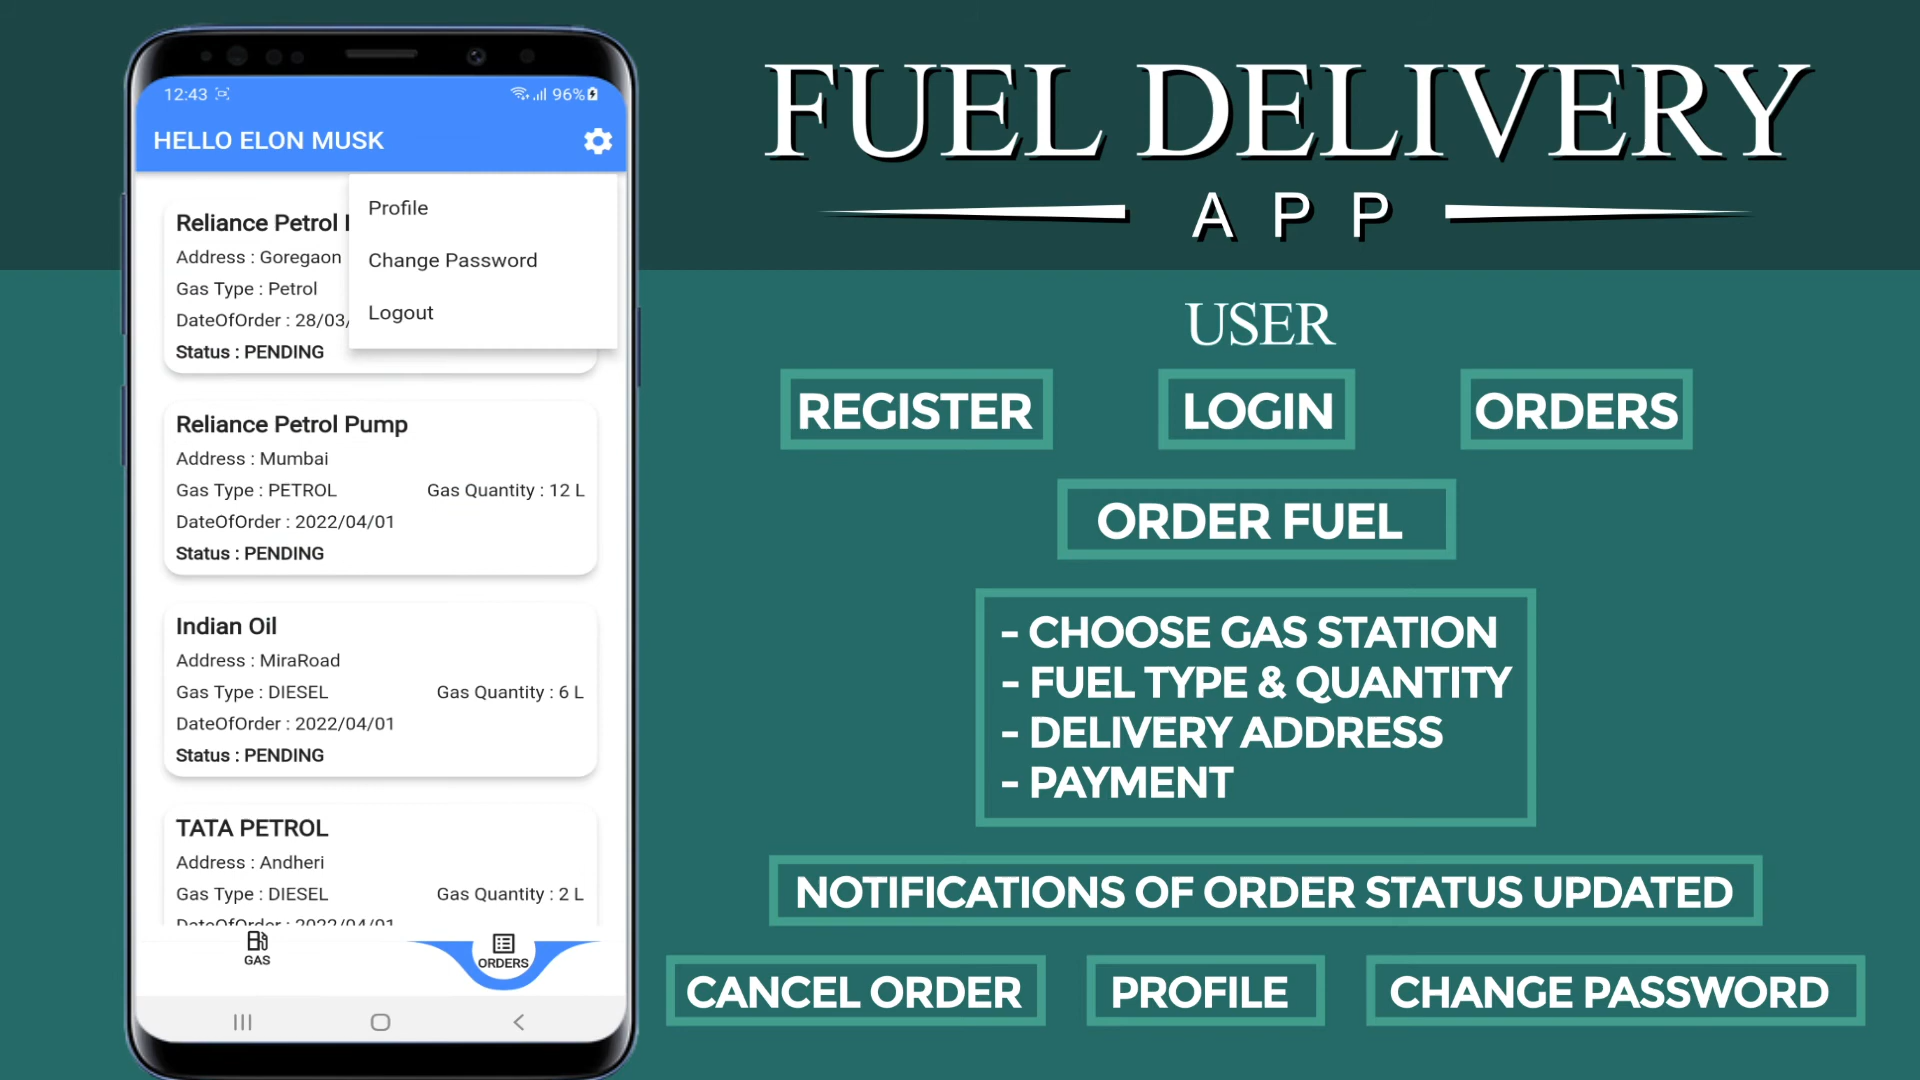 12:43
96%
HELLO ELON MUSK
Profile
Change Password
Logout
Reliance Petrol
Address : Goregaon
Gas Type : Petrol
DateOfOrder : 28/03/
Status : PENDING
Reliance Petrol Pump
Address : Mumbai
Gas Type : PETROL Gas Quantity : 12 L
DateOfOrder : 2022/04/01
Status : PENDING
Indian Oil
Address : MiraRoad
Gas Type : DIESEL Gas Quantity : 6 L
DateOfOrder : 2022/04/01
Status : PENDING
TATA PETROL
Address : Andheri
Gas Type : DIESEL Gas Quantity : 2 L
DateOfOrder : 2022/04/01
GAS
ORDERS
FUEL DELIVERY
APP
USER
REGISTER
LOGIN
ORDERS
ORDER FUEL
- CHOOSE GAS STATION
- FUEL TYPE & QUANTITY
- DELIVERY ADDRESS
- PAYMENT
NOTIFICATIONS OF ORDER STATUS UPDATED
CANCEL ORDER
PROFILE
CHANGE PASSWORD